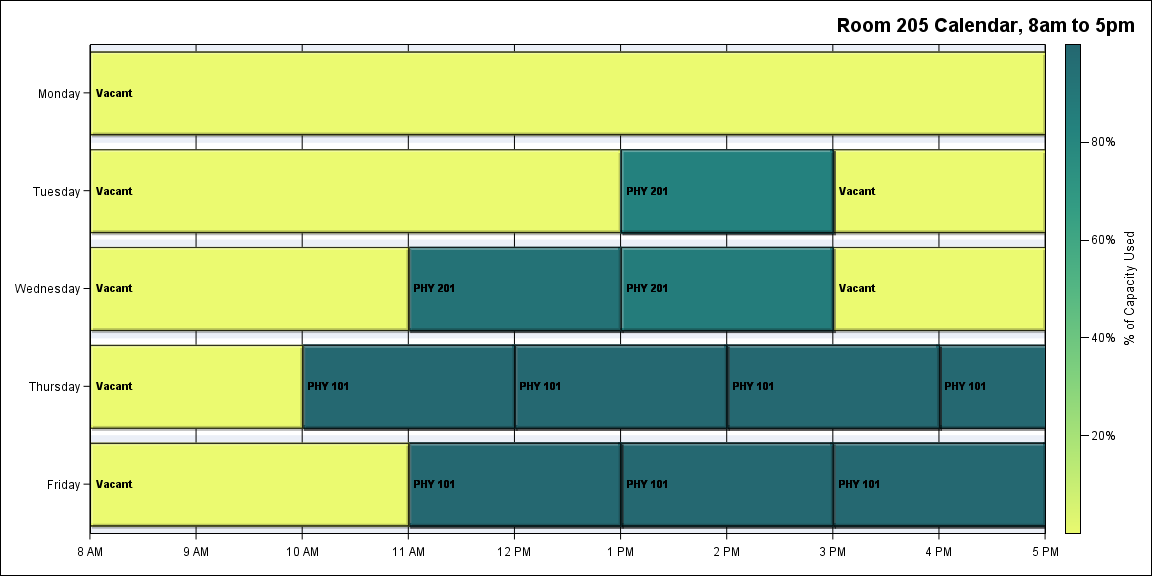 Room 205 Calendar, 8am to 5pm
Monday
Vacant
Tuesday
Vacant
PHY 201
Vacant
Wednesday
Vacant
PHY 201
PHY 201
Vacant
Thursday
Vacant
PHY 101
PHY 101
PHY 101
PHY 101
Friday
Vacant
PHY 101
PHY 101
PHY 101
8 AM
9 AM
10 AM
11 AM
12 PM
1 PM
2 PM
3 PM
4 PM
5 PM
80%
60%
40%
20%
% of Capacity Used